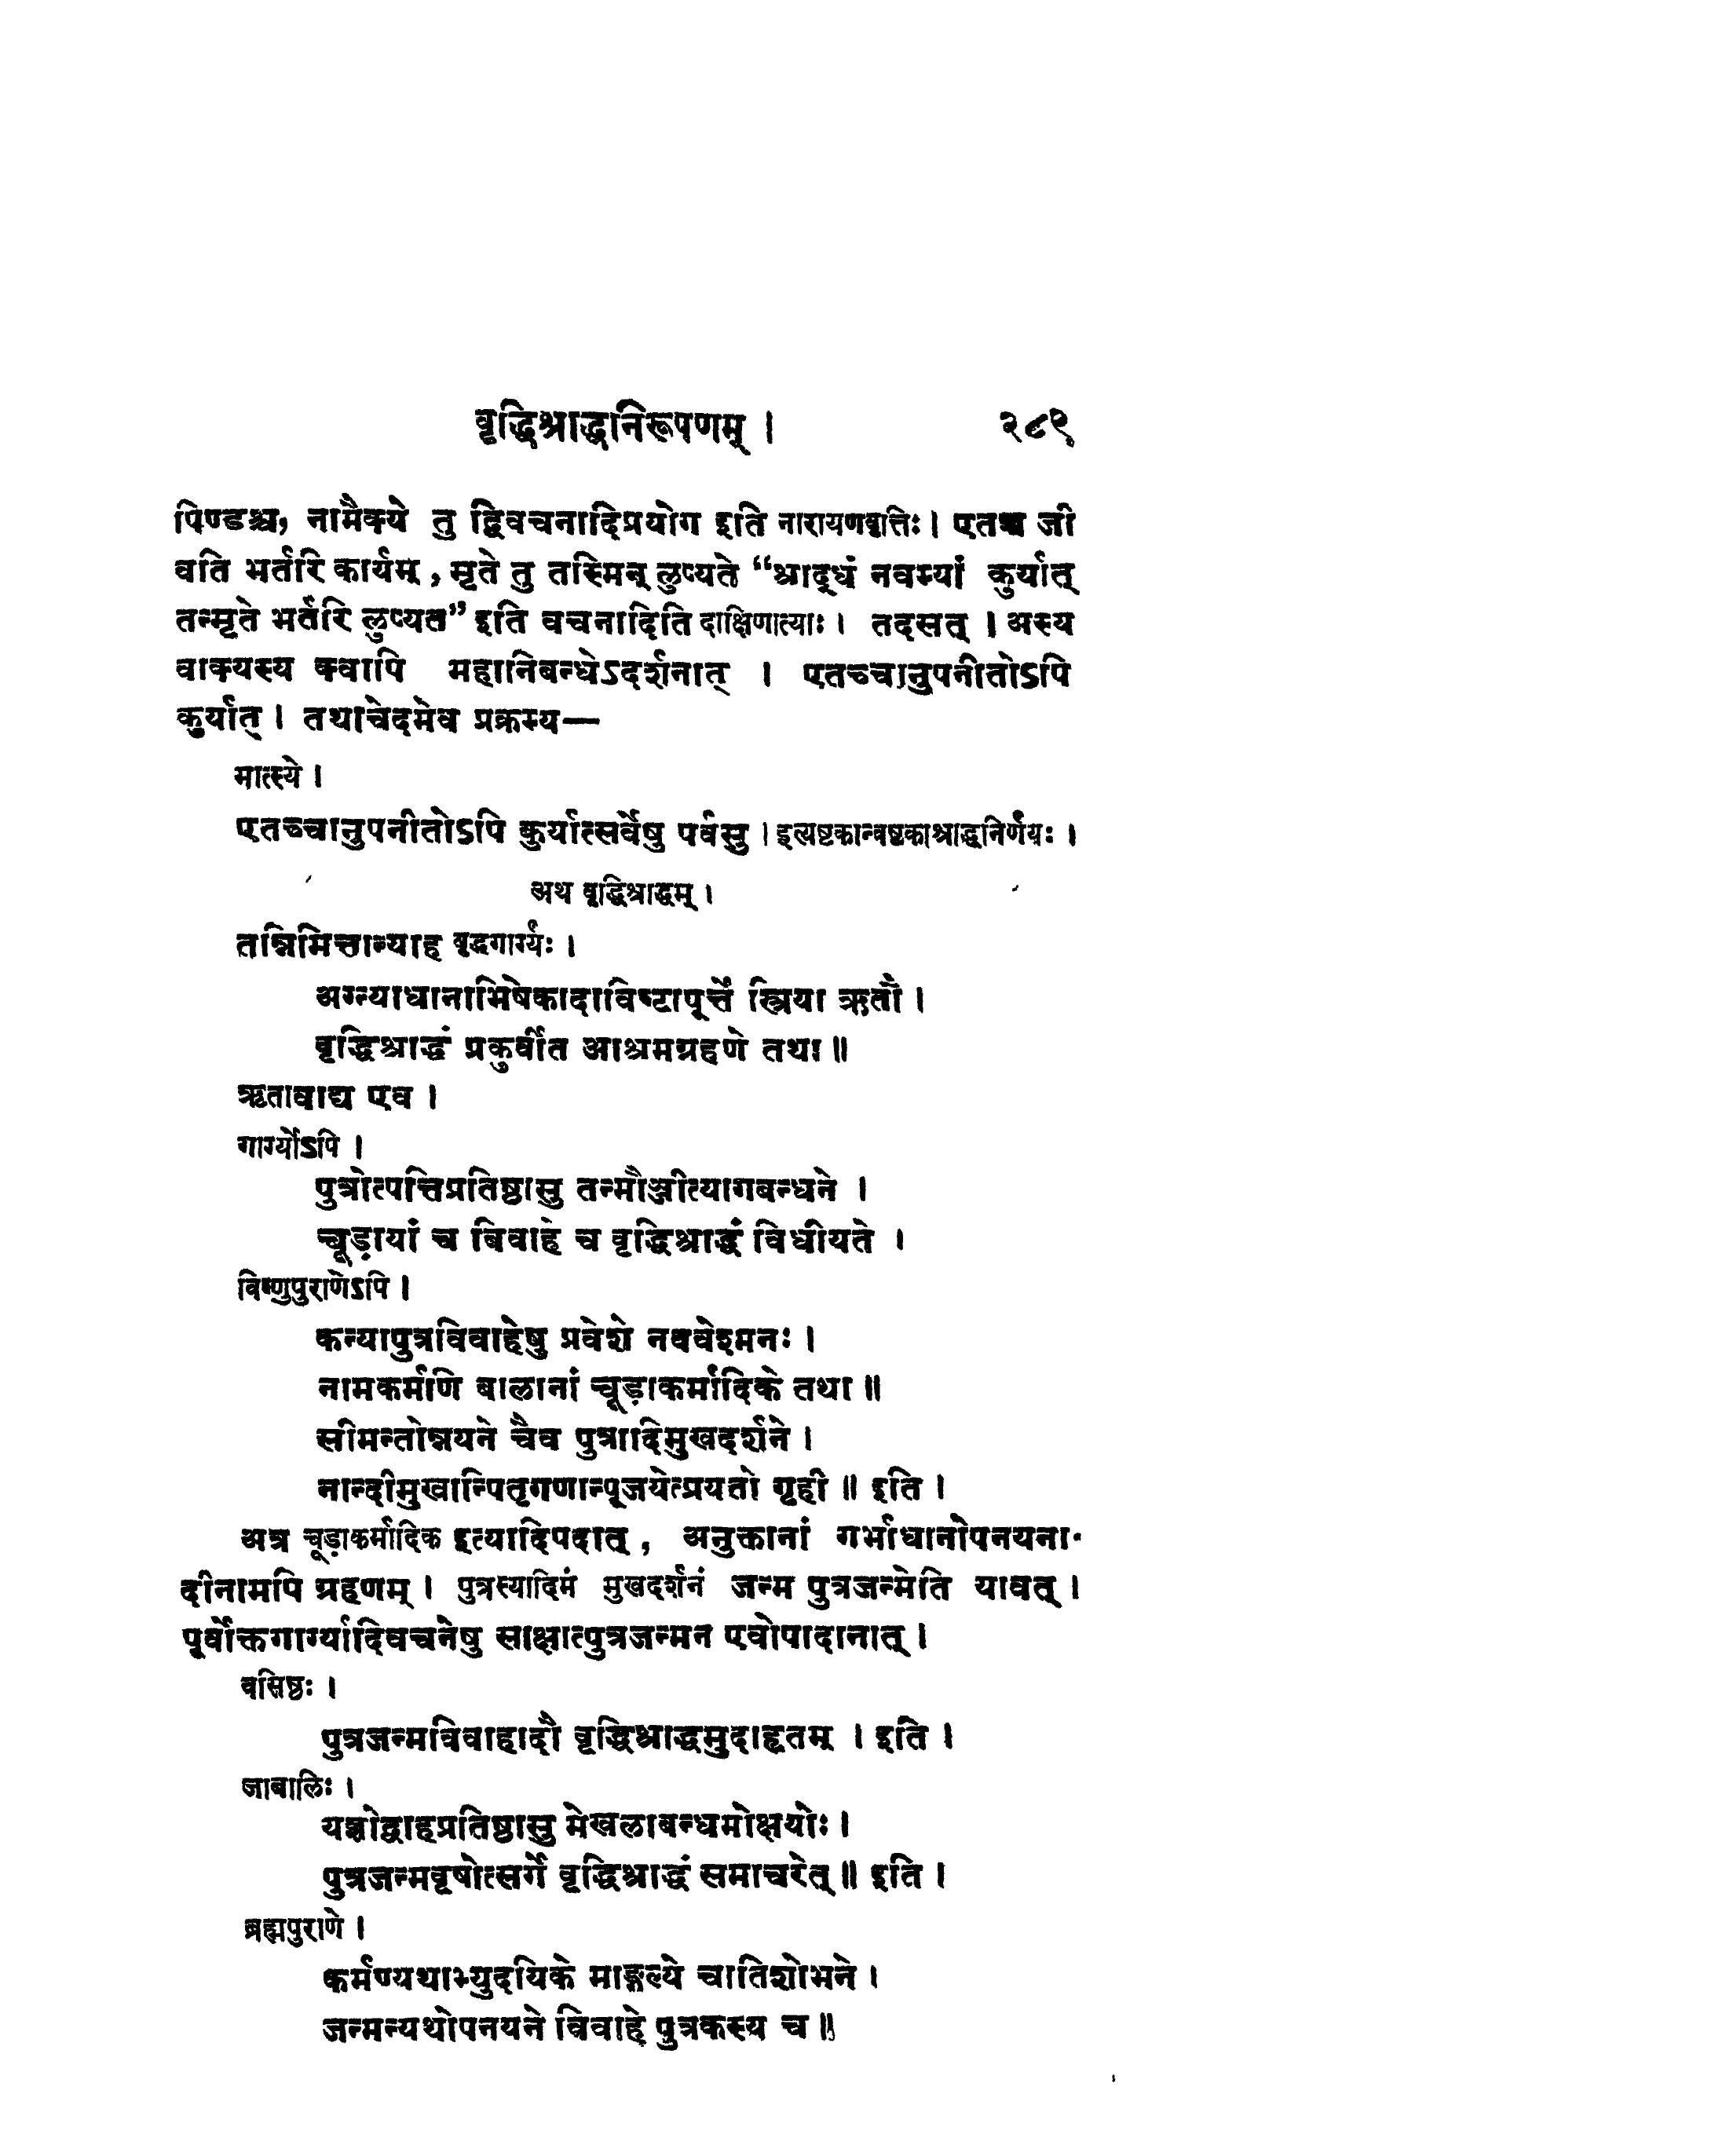 वृद्धिश्राद्धनिरूपणम् । २८९
पिण्डश्च, नामैक्ये तु द्विवचनादिप्रयोग इति नारायणवृत्तिः। एतच्च जी
वति भर्तरि कार्यम्, मृते तु तस्मिन् लुप्यते “श्राद्धं नवम्यां कुर्यात्
तन्मृते भर्तरि लुप्यत” इति वचनादिति दाक्षिणात्याः। तदसत् । अस्य
वाक्यस्य क्वापि महानिबन्धेऽदर्शनात् । एतच्चानुपनीतोऽपि
कुर्यात्। तथाचेदमेव प्रक्रम्य—
मात्स्ये ।
एतच्चानुपनीतोऽपि कुर्यात्सर्वेषु पर्वसु । इत्यष्टकान्वष्टकाश्राद्धनिर्णयः ।
अथ वृद्धिश्राद्धम् ।
तन्निमित्तान्याह वृद्धगार्ग्यः ।
अग्न्याधानाभिषेकादाविष्टापूर्त्ते स्त्रिया ऋतौ ।
वृद्धिश्राद्धं प्रकुर्वीत आश्रमग्रहणे तथा ॥
ऋतावाद्य एव ।
गार्ग्योऽपि ।
पुत्रोत्पत्तिप्रतिष्ठासु तन्मौञ्जीत्यागबन्धने ।
चूड़ायां च विवाहे च वृद्धिश्राद्धं विधीयते ।
विष्णुपुराणेऽपि ।
कन्यापुत्रविवाहेषु प्रवेशे नववेश्मनः ।
नामकर्मणि बालानां चूड़ाकर्मादिके तथा ॥
सीमन्तोन्नयने चैव पुत्रादिमुखदर्शने ।
नान्दीमुखान्पितृगणान्पूजयेत्प्रयतो गृही ॥ इति ।
अत्र चूड़ाकर्मादिक इत्यादिपदात्, अनुक्तानां गर्भाधानोपनयना-
दीनामपि ग्रहणम् । पुत्रस्यादिमं मुखदर्शनं जन्म पुत्रजन्मेति यावत् ।
पूर्वोक्तगार्ग्यादिवचनेषु साक्षात्पुत्रजन्मन एवोपादानात् ।
वसिष्ठः ।
पुत्रजन्मविवाहादौ वृद्धिश्राद्धमुदाहृतम् । इति ।
जाबालिः ।
यज्ञोद्वाहप्रतिष्ठासु मेखलाबन्धमोक्षयोः ।
पुत्रजन्मवृषोत्सर्गे वृद्धिश्राद्धं समाचरेत् ॥ इति ।
ब्रह्मपुराणे ।
कर्मण्यथाभ्युदयिके माङ्गल्ये चातिशोभने ।
जन्मन्यथोपनयने विवाहे पुत्रकस्य च ॥